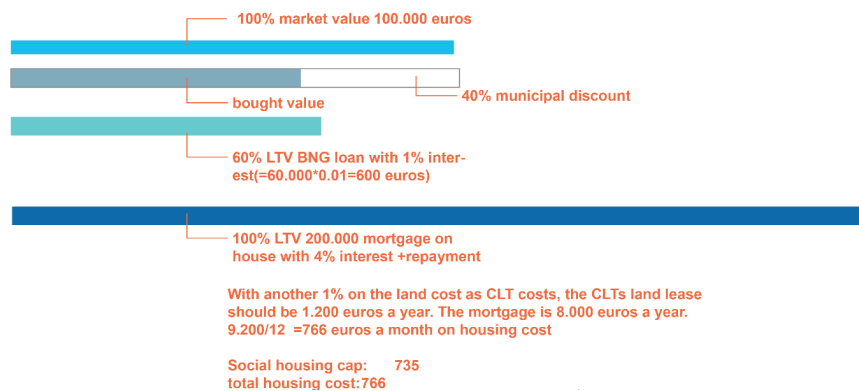 100% market value 100.000 euros
40% municipal discount
bought value
60% LTV BNG loan with 1% inter-
est(=60.000*0.01=600 euros)
100% LTV 200.000 mortgage on
house with 4% interest +repayment
With another 1% on the land cost as CLT costs, the CLTs land lease
should be 1.200 euros a year. The mortgage is 8.000 euros a year.
9.200/12 =766 euros a month on housing cost
Social housing cap: 735
total housing cost:766